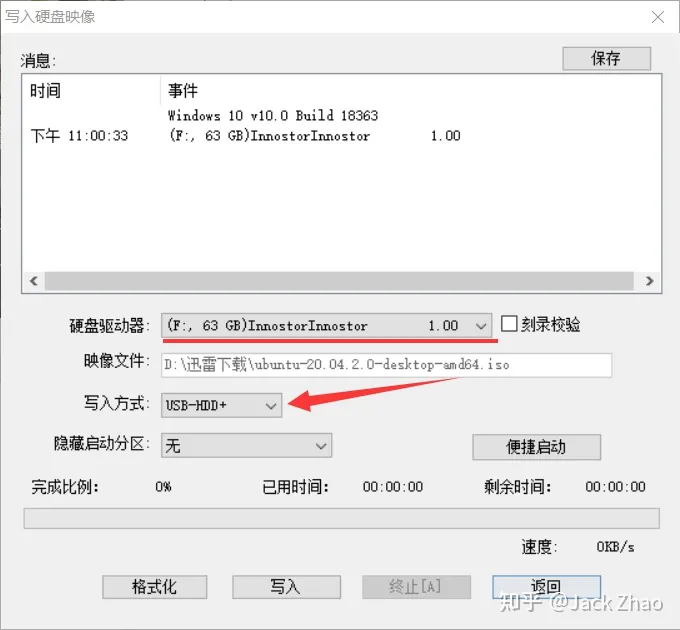 写入硬盘映像
消息:
保存
时间 事件
Windows 10 v10.0 Build 18363
下午 11:00:33 (F:, 63 GB)InnostorInnostor 1.00
硬盘驱动器: (F:, 63 GB)InnostorInnostor 1.00 刻录校验
映像文件: D:\迅雷下载\ubuntu-20.04.2.0-desktop-amd64.iso
写入方式: USB-HDD+
隐藏启动分区: 无 便捷启动
完成比例: 0% 已用时间: 00:00:00 剩余时间: 00:00:00
速度: 0KB/s
格式化 写入 终止[A] 返回
知乎 @Jack Zhao